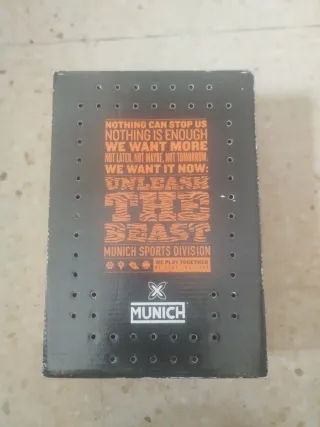 NOTHING CAN STOP US
NOTHING IS ENOUGH
WE WANT MORE
NOT LATER, NOT MAYBE, NOT TOMORROW.
WE WANT IT NOW:
UNLEASH
THE
BEAST
MUNICH SPORTS DIVISION
WE PLAY TOGETHER
MUNICH